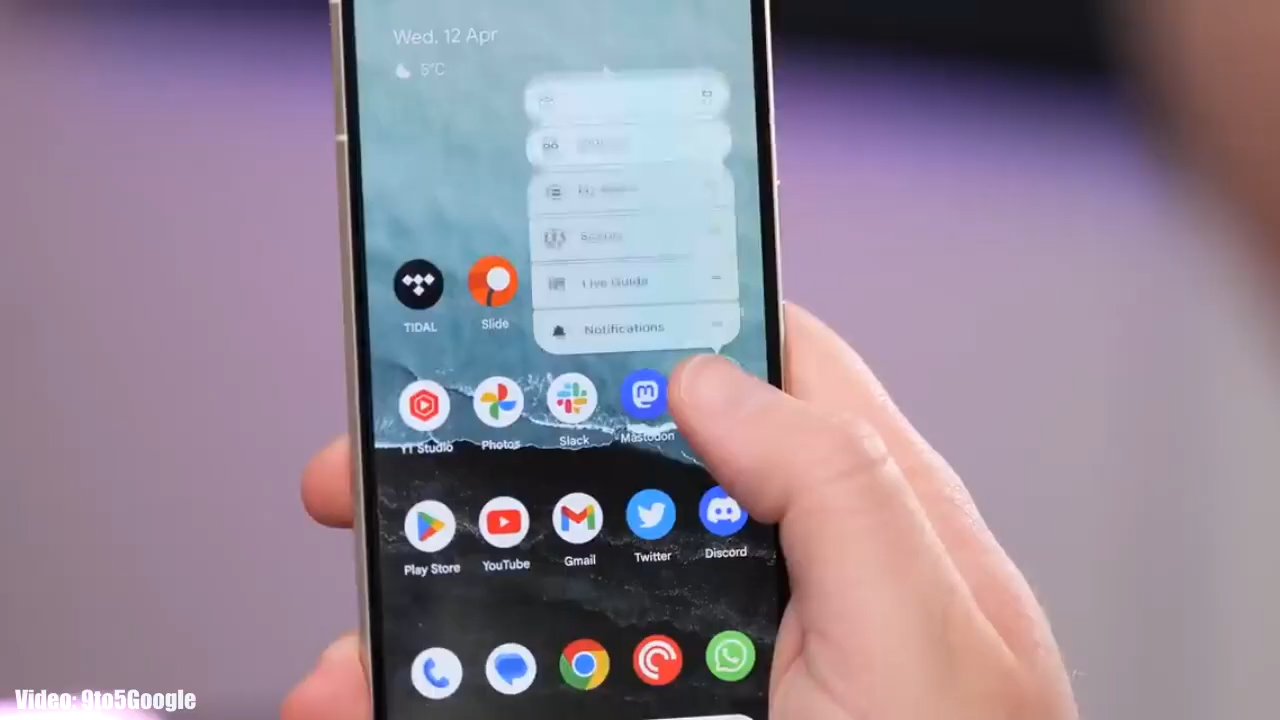 Wed, 12 Apr
5°C
Scores
Live Guide
Notifications
TIDAL
Slide
YT Studio
Photos
Slack
Mastodon
Play Store
YouTube
Gmail
Twitter
Discord
Video: 9to5Google